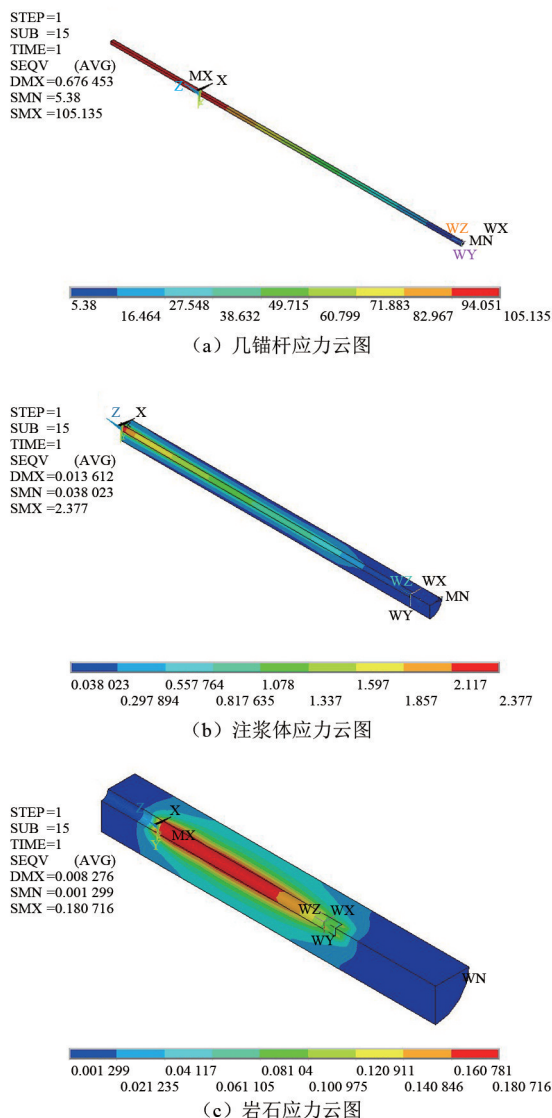 STEP=1
SUB =15
TIME=1
SEQV (AVG)
DMX=0.676 453
SMN =5.38
SMX =105.135
MX X
Z
WZ WX
MN
WY
5.38 27.548 49.715 71.883 94.051
16.464 38.632 60.799 82.967 105.135
（a）几锚杆应力云图
STEP=1
SUB =15
TIME=1
SEQV (AVG)
DMX=0.013 612
SMN =0.038 023
SMX =2.377
Z X
WZ WX
MN
WY
0.038 023 0.557 764 1.078 1.597 2.117
0.297 894 0.817 635 1.337 1.857 2.377
（b）注浆体应力云图
STEP=1
SUB =15
TIME=1
SEQV (AVG)
DMX=0.008 276
SMN =0.001 299
SMX =0.180 716
Z X
Y MX
WZ WX
WY
WN
0.001 299 0.04 117 0.081 04 0.120 911 0.160 781
0.021 235 0.061 105 0.100 975 0.140 846 0.180 716
（c）岩石应力云图